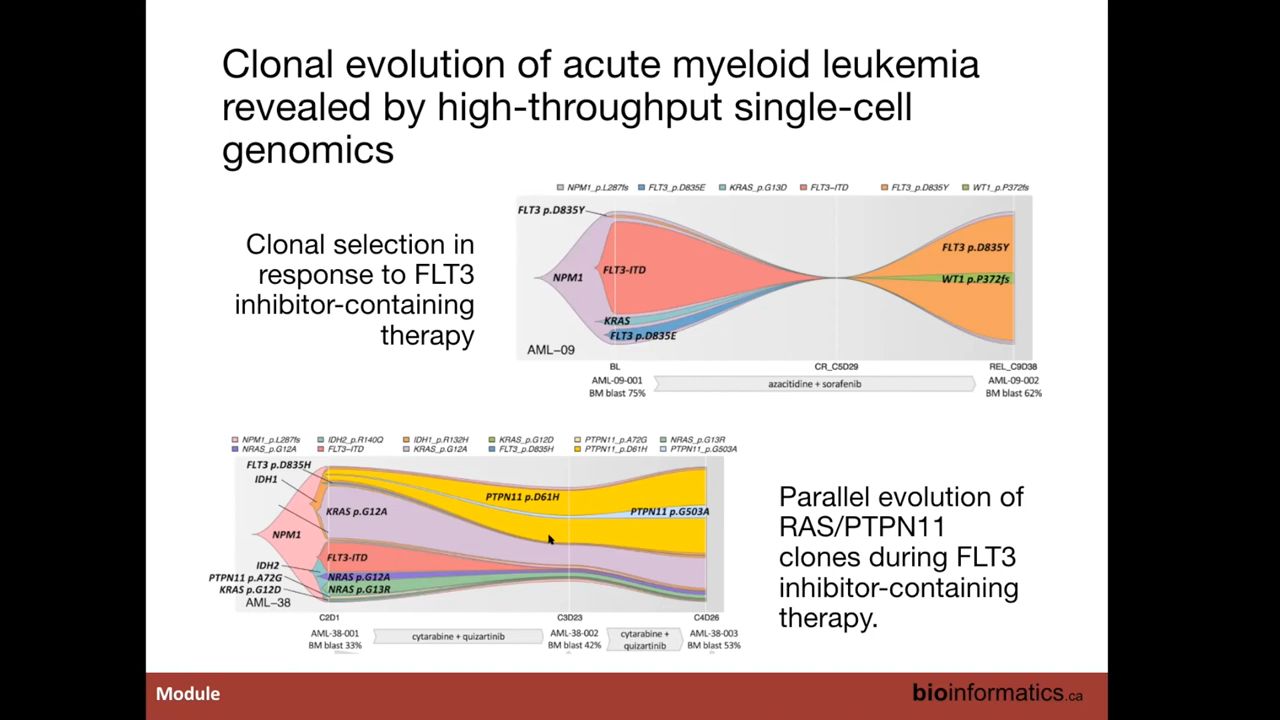 Clonal evolution of acute myeloid leukemia
revealed by high-throughput single-cell
genomics
Clonal selection in
response to FLT3
inhibitor-containing
therapy
NPM1_p.L287fs FLT3_p.D835E KRAS_p.G13D FLT3-ITD FLT3_p.D835Y WT1_p.P372fs
FLT3 p.D835Y
NPM1
FLT3-ITD
KRAS
FLT3 p.D835E
FLT3 p.D835Y
WT1 p.P372fs
AML-09
BL CR_C5D29 REL_C9D38
AML-09-001 azacitidine + sorafenib AML-09-002
BM blast 75% BM blast 62%
NPM1_p.L287fs IDH2_p.R140Q IDH1_p.R132H KRAS_p.G12D PTPN11_p.A72G NRAS_p.G13R
NRAS_p.G12A FLT3-ITD KRAS_p.G12A FLT3_p.D835H PTPN11_p.D61H PTPN11_p.G503A
FLT3 p.D835H
IDH1
KRAS p.G12A
NPM1
FLT3-ITD
IDH2
PTPN11 p.A72G
KRAS p.G12D
NRAS p.G12A
NRAS p.G13R
PTPN11 p.D61H
PTPN11 p.G503A
AML-38
C2D1 C3D23 C4D26
AML-38-001 cytarabine + quizartinib AML-38-002 cytarabine + quizartinib AML-38-003
BM blast 33% BM blast 42% BM blast 53%
Parallel evolution of
RAS/PTPN11
clones during FLT3
inhibitor-containing
therapy.
Module
bioinformatics.ca